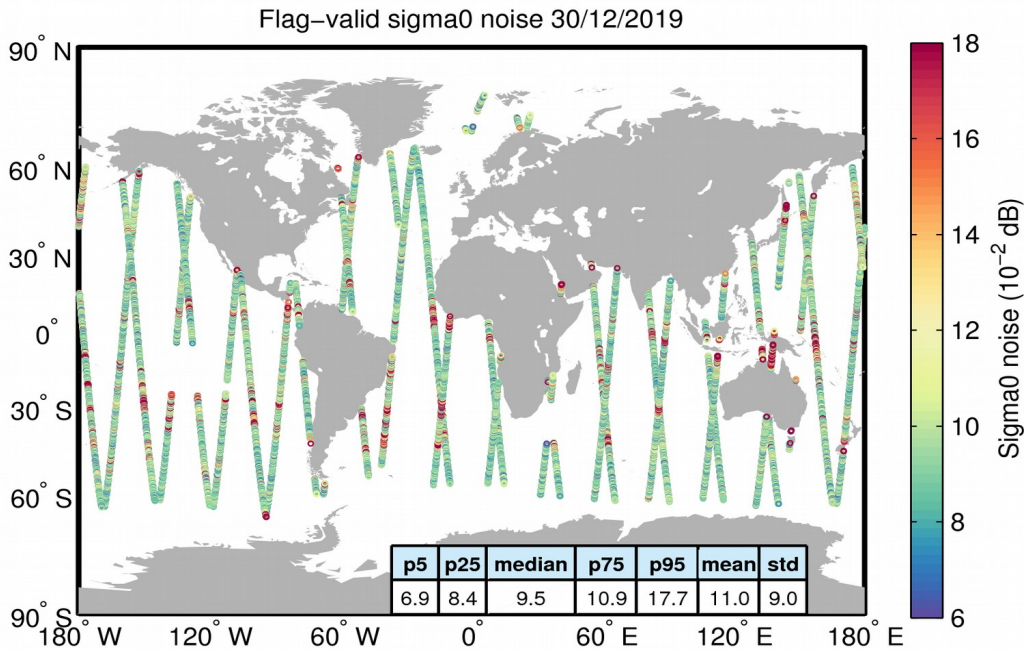 Flag−valid sigma0 noise 30/12/2019
90° N
60° N
30° N
0°
30° S
60° S
90° S
180° W 120° W 60° W 0° 60° E 120° E 180° E
p5 p25 median p75 p95 mean std
6.9 8.4 9.5 10.9 17.7 11.0 9.0
18
16
14
12
10
8
6
Sigma0 noise (10⁻² dB)